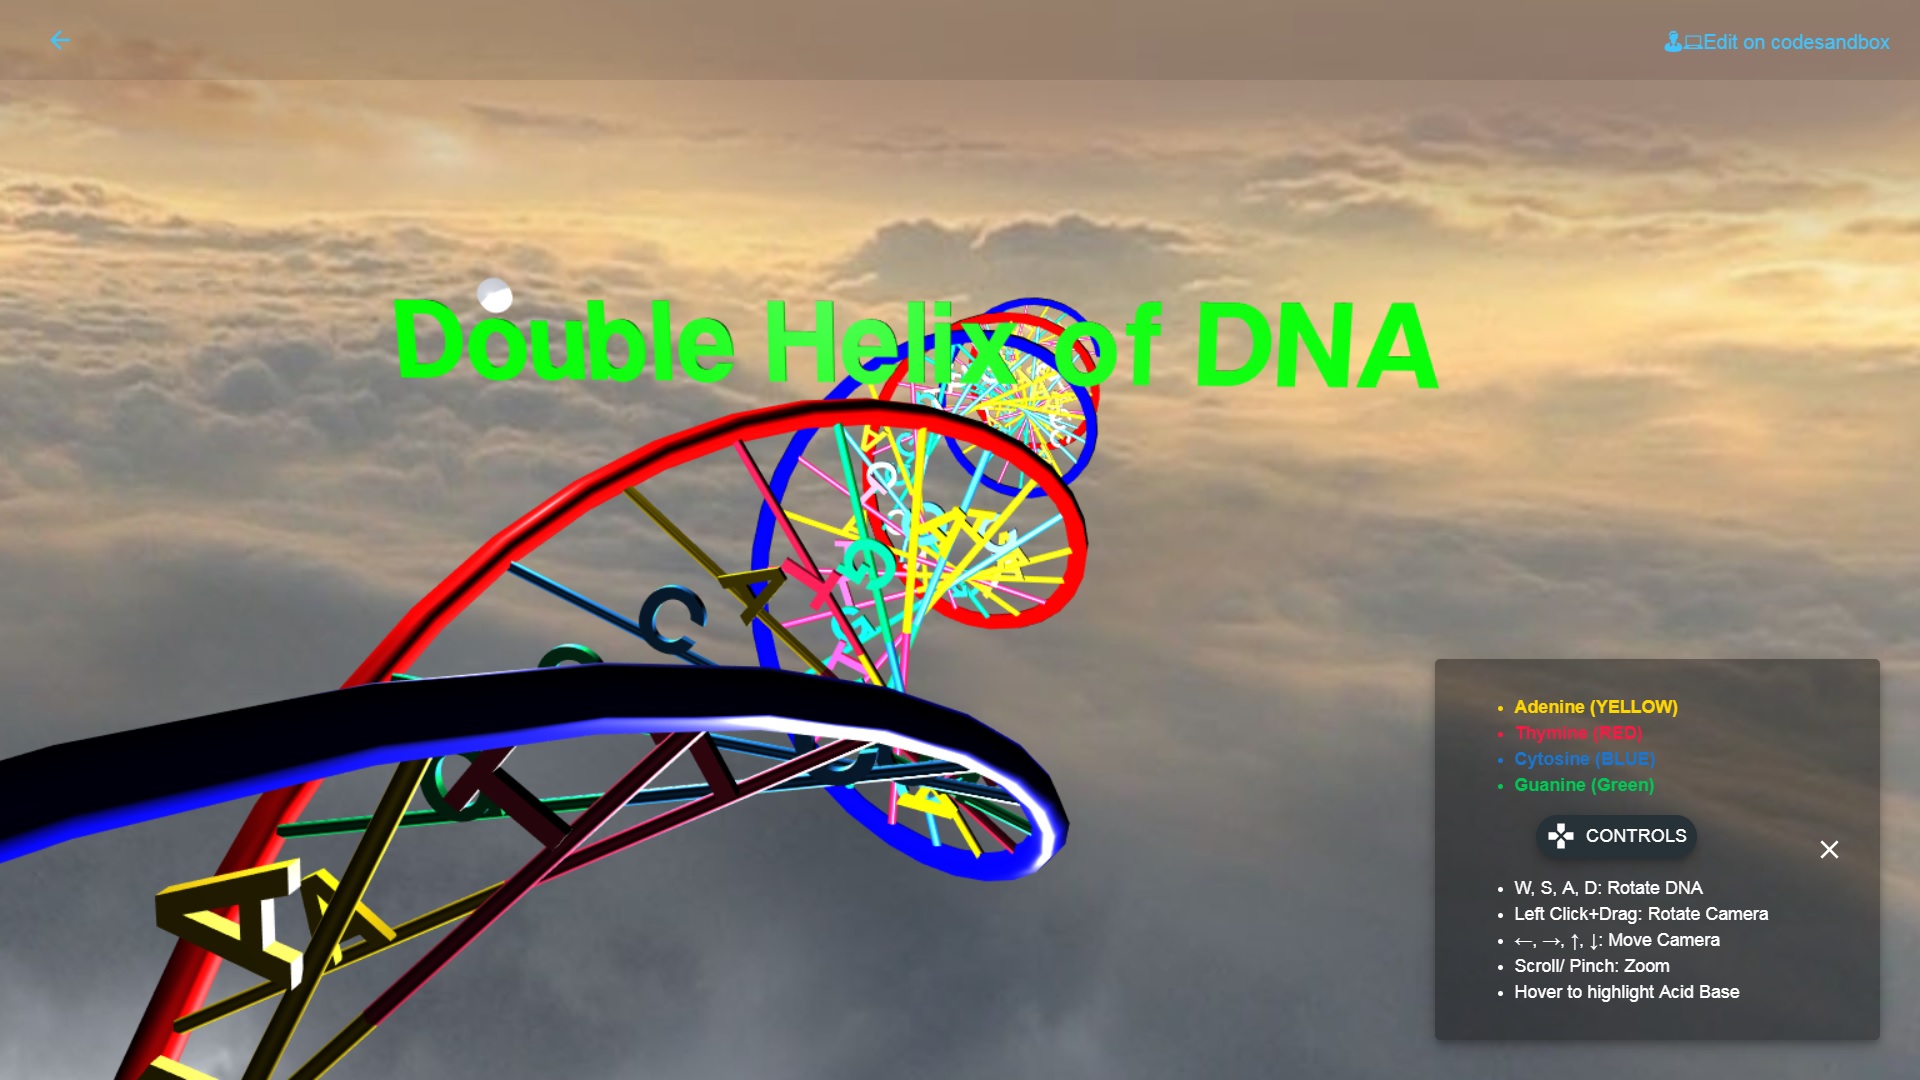 Edit on codesandbox
Double Helix of DNA
Adenine (YELLOW)
Thymine (RED)
Cytosine (BLUE)
Guanine (Green)
CONTROLS
W, S, A, D: Rotate DNA
Left Click+Drag: Rotate Camera
←, →, ↑, ↓: Move Camera
Scroll/ Pinch: Zoom
Hover to highlight Acid Base
C
A
T
G
G
T
C
T
T
A
A
A